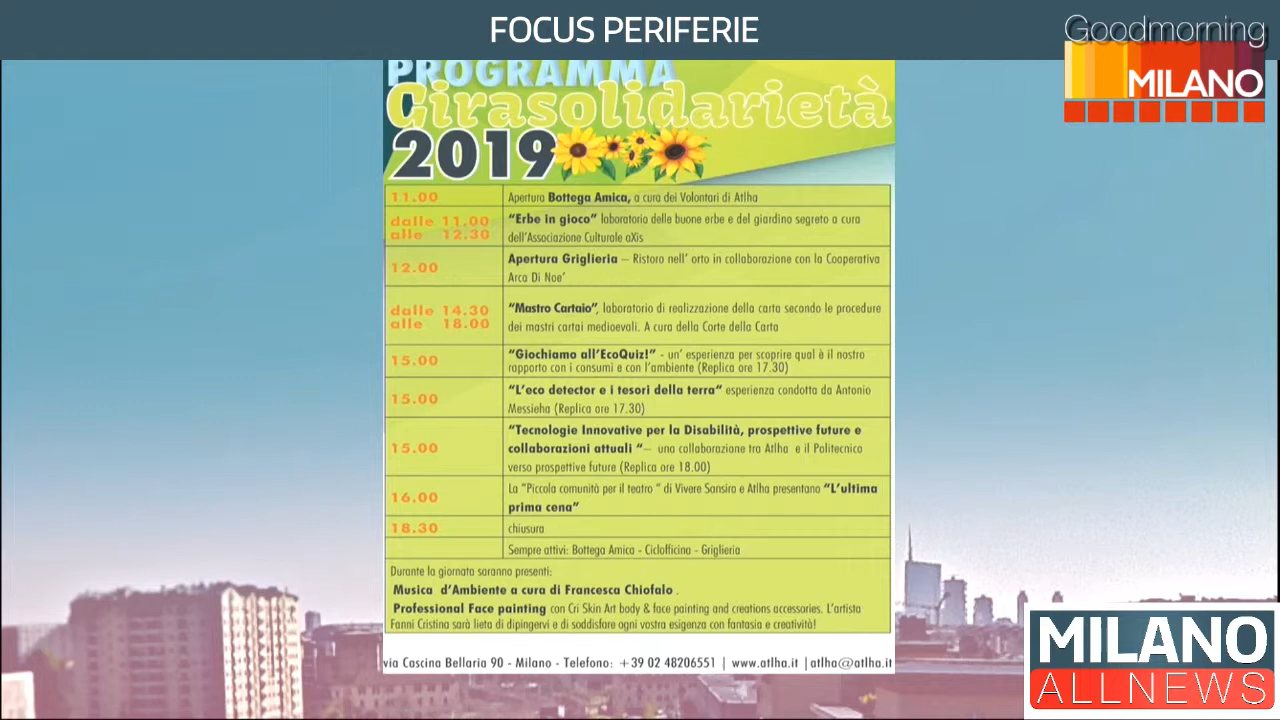 FOCUS PERIFERIE
Goodmorning
MILANO
PROGRAMMA
Girasolidarietà
2019
11.00 Apertura Bottega Amica, a cura dei Volontari di Atlha
dalle 11.00 "Erbe in gioco" laboratorio delle buone erbe e del giardino segreto a cura
alle 12.30 dell'Associazione Culturale aXis
12.00 Apertura Griglieria – Ristoro nell' orto in collaborazione con la Cooperativa
Arca Di Noe'
dalle 14.30 "Mastro Cartaio", laboratorio di realizzazione della carta secondo le procedure
alle 18.00 dei mastri cartai medioevali. A cura della Corte della Carta
15.00 "Giochiamo all'EcoQuiz!" - un' esperienza per scoprire qual è il nostro
rapporto con i consumi e con l'ambiente (Replica ore 17.30)
15.00 "L'eco detector e i tesori della terra" esperienza condotta da Antonio
Messieha (Replica ore 17.30)
15.00 "Tecnologie Innovative per la Disabilità, prospettive future e
collaborazioni attuali "– una collaborazione tra Atlha e il Politecnico
verso prospettive future (Replica ore 18.00)
16.00 La "Piccola comunità per il teatro " di Vivere Sansira e Atlha presentano "L'ultima
prima cena"
18.30 chiusura
Sempre attivi: Bottega Amica - Ciclofficina - Griglieria
Durante la giornata saranno presenti:
Musica d'Ambiente a cura di Francesca Chiofalo .
Professional Face painting con Cri Skin Art body & face painting and creations accessories. L'artista
Fanni Cristina sarà lieta di dipingervi e di soddisfare ogni vostra esigenza con fantasia e creatività!
via Cascina Bellaria 90 - Milano - Telefono: +39 02 48206551 | www.atlha.it | atlha@atlha.it
MILANO
ALLNEWS